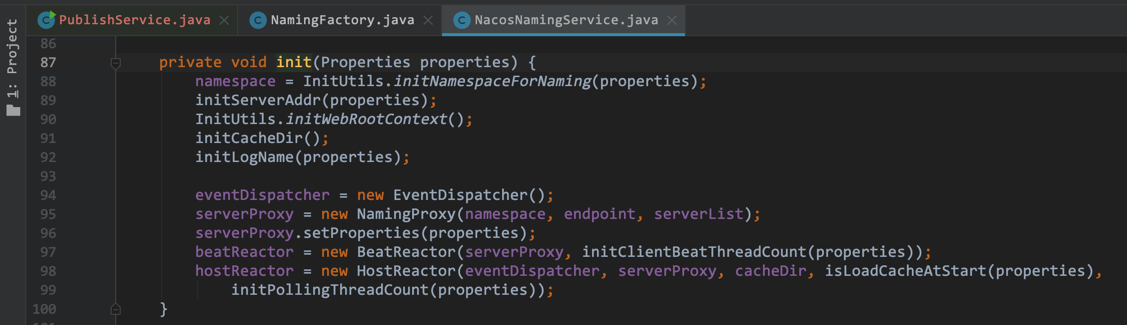 PublishService.java NamingFactory.java NacosNamingService.java
1: Project
86
87 private void init(Properties properties) {
88 namespace = InitUtils.initNamespaceForNaming(properties);
89 initServerAddr(properties);
90 InitUtils.initWebRootContext();
91 initCacheDir();
92 initLogName(properties);
93
94 eventDispatcher = new EventDispatcher();
95 serverProxy = new NamingProxy(namespace, endpoint, serverList);
96 serverProxy.setProperties(properties);
97 beatReactor = new BeatReactor(serverProxy, initClientBeatThreadCount(properties));
98 hostReactor = new HostReactor(eventDispatcher, serverProxy, cacheDir, isLoadCacheAtStart(properties),
99 initPollingThreadCount(properties));
100 }